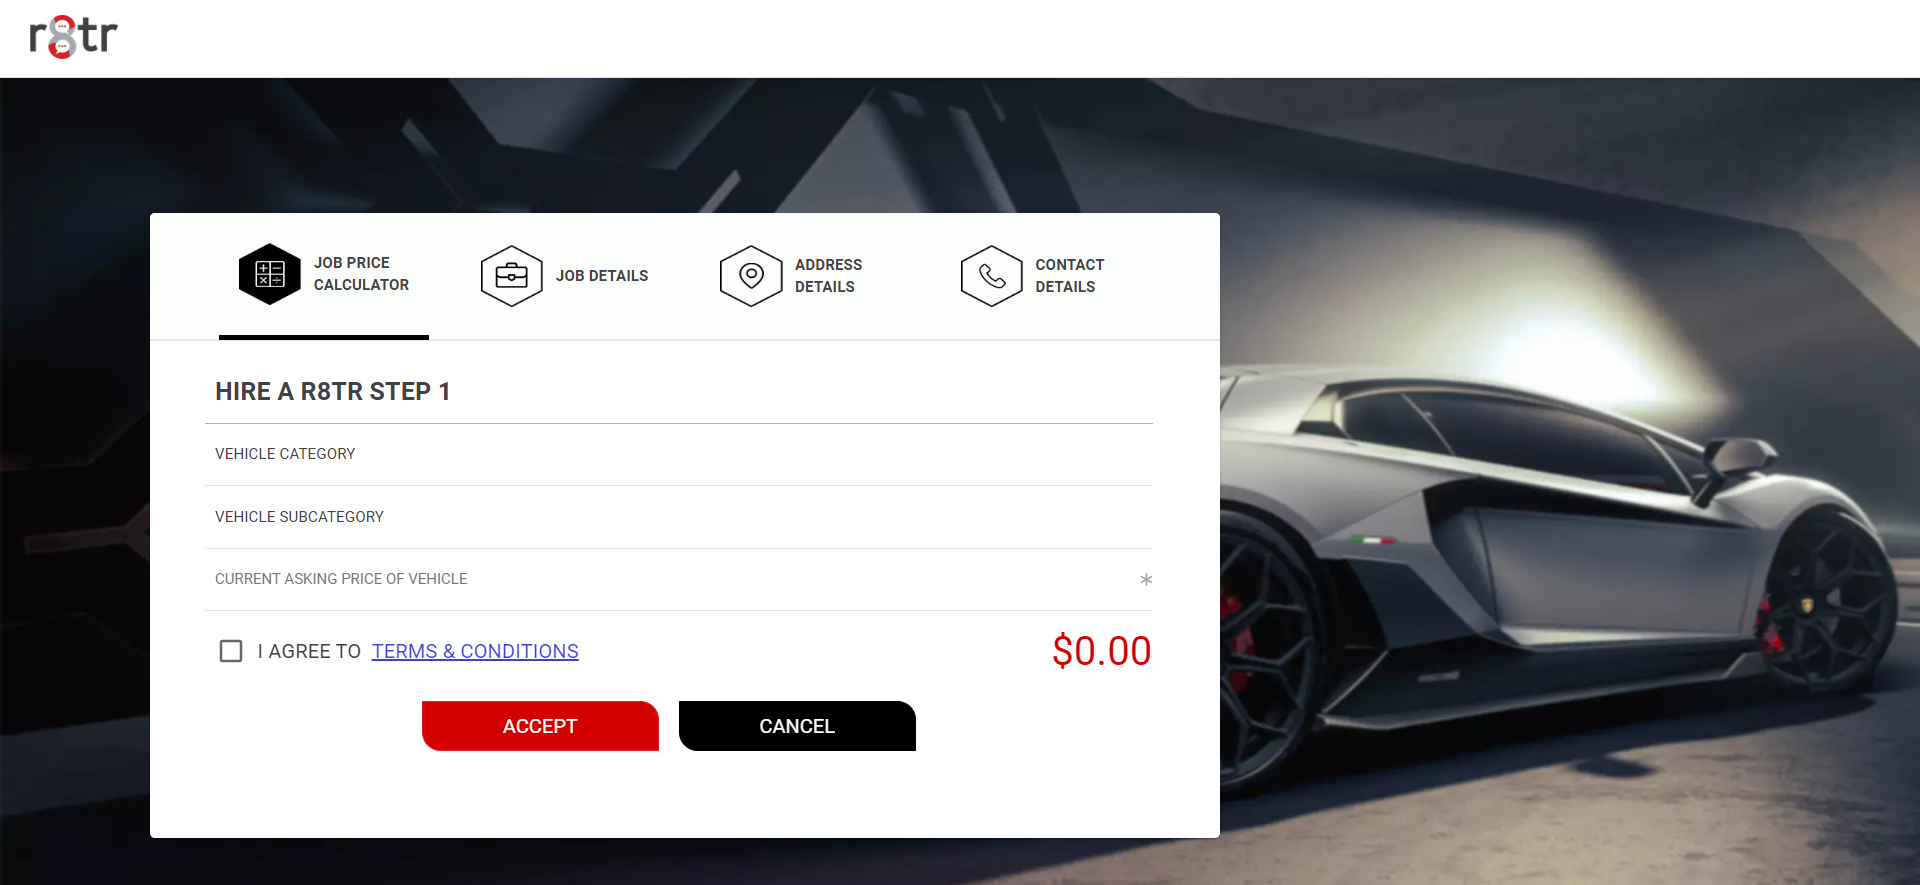 r8tr
JOB PRICE
CALCULATOR
JOB DETAILS
ADDRESS
DETAILS
CONTACT
DETAILS
HIRE A R8TR STEP 1
VEHICLE CATEGORY
VEHICLE SUBCATEGORY
CURRENT ASKING PRICE OF VEHICLE *
I AGREE TO TERMS & CONDITIONS
$0.00
ACCEPT
CANCEL